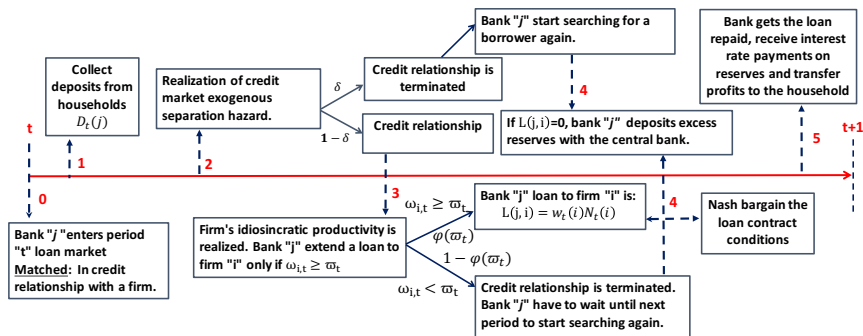 Collect
deposits from
households
D_t(j)
Realization of credit
market exogenous
separation hazard.
Credit relationship is
terminated
Bank "j" start searching for a
borrower again.
Bank gets the loan
repaid, receive interest
rate payments on
reserves and transfer
profits to the household
δ
1 − δ
Credit relationship
4
If L(j, i)=0, bank "j" deposits excess
reserves with the central bank.
t
1
2
5
t+1
0
3
4
Bank "j "enters period
"t" loan market
Matched: In credit
relationship with a firm.
Firm's idiosincratic productivity is
realized. Bank "j" extend a loan to
firm "i" only if ω_{i,t} ≥ ϖ_t
ω_{i,t} ≥ ϖ_t
φ(ϖ_t)
1 − φ(ϖ_t)
ω_{i,t} < ϖ_t
Bank "j" loan to firm "i" is:
L(j, i) = w_t(i)N_t(i)
Nash bargain the
loan contract
conditions
Credit relationship is terminated.
Bank "j" have to wait until next
period to start searching again.